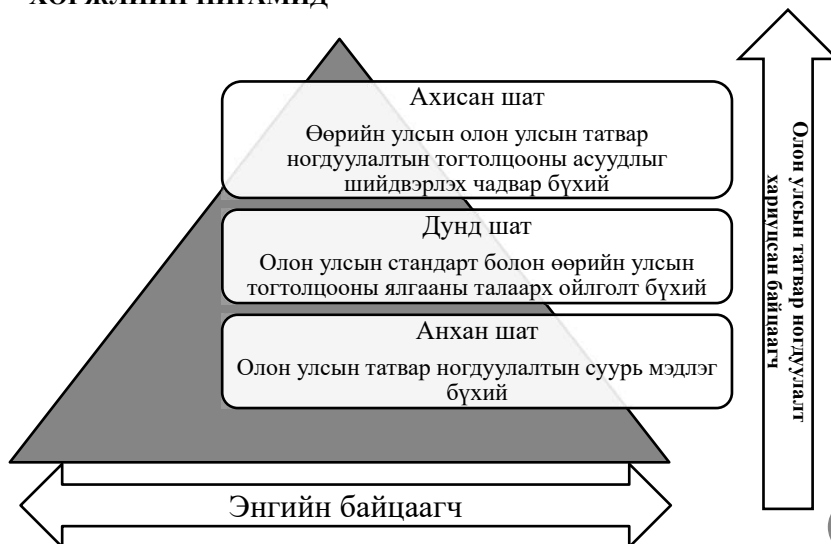 Ахисан шат
Өөрийн улсын олон улсын татвар
ногдуулалтын тогтолцооны асуудлыг
шийдвэрлэх чадвар бүхий
Дунд шат
Олон улсын стандарт болон өөрийн улсын
тогтолцооны ялгааны талаарх ойлголт бүхий
Анхан шат
Олон улсын татвар ногдуулалтын суурь мэдлэг
бүхий
Энгийн байцаагч
Олон улсын татвар ногдуулалт
хариуцсан байцаагч